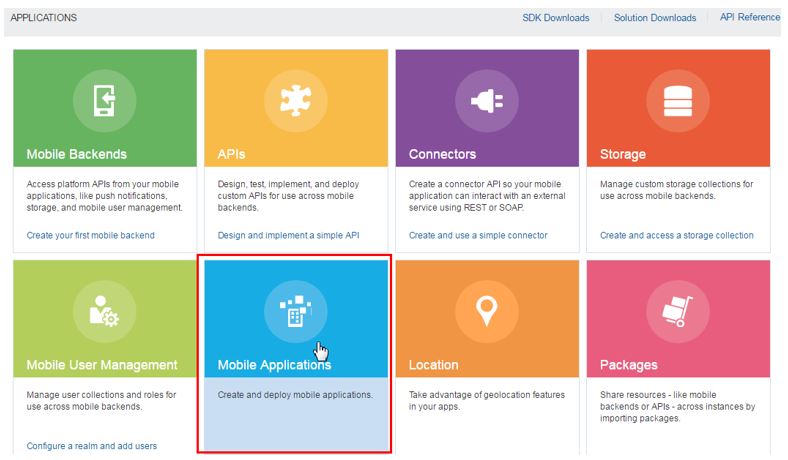 APPLICATIONS
SDK Downloads
Solution Downloads
API Reference
Mobile Backends
Access platform APIs from your mobile
applications, like push notifications,
storage, and mobile user management.
Create your first mobile backend
APIs
Design, test, implement, and deploy
custom APIs for use across mobile
backends.
Design and implement a simple API
Connectors
Create a connector API so your mobile
application can interact with an external
service using REST or SOAP.
Create and use a simple connector
Storage
Manage custom storage collections for
use across mobile backends.
Create and access a storage collection
Mobile User Management
Manage user collections and roles for
use across mobile backends.
Configure a realm and add users
Mobile Applications
Create and deploy mobile applications.
Location
Take advantage of geolocation features
in your apps.
Packages
Share resources - like mobile
backends or APIs - across instances by
importing packages.